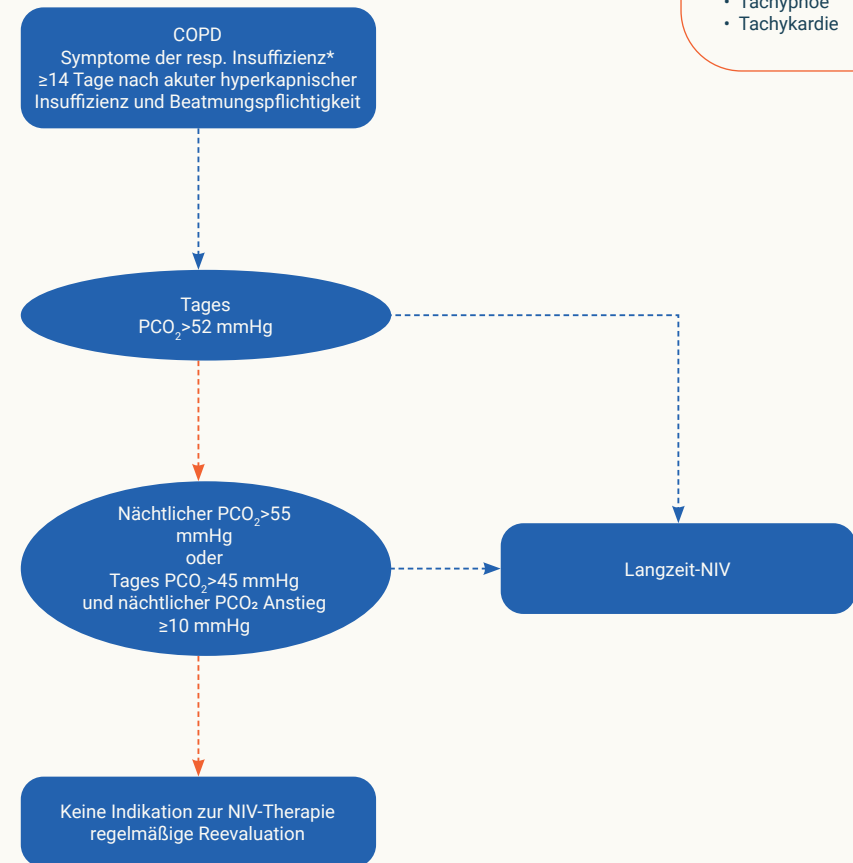 • Tachypnoe
• Tachykardie
COPD
Symptome der resp. Insuffizienz*
≥14 Tage nach akuter hyperkapnischer
Insuffizienz und Beatmungspflichtigkeit
Tages
PCO₂>52 mmHg
Nächtlicher PCO₂>55
mmHg
oder
Tages PCO₂>45 mmHg
und nächtlicher PCO₂ Anstieg
≥10 mmHg
Langzeit-NIV
Keine Indikation zur NIV-Therapie
regelmäßige Reevaluation